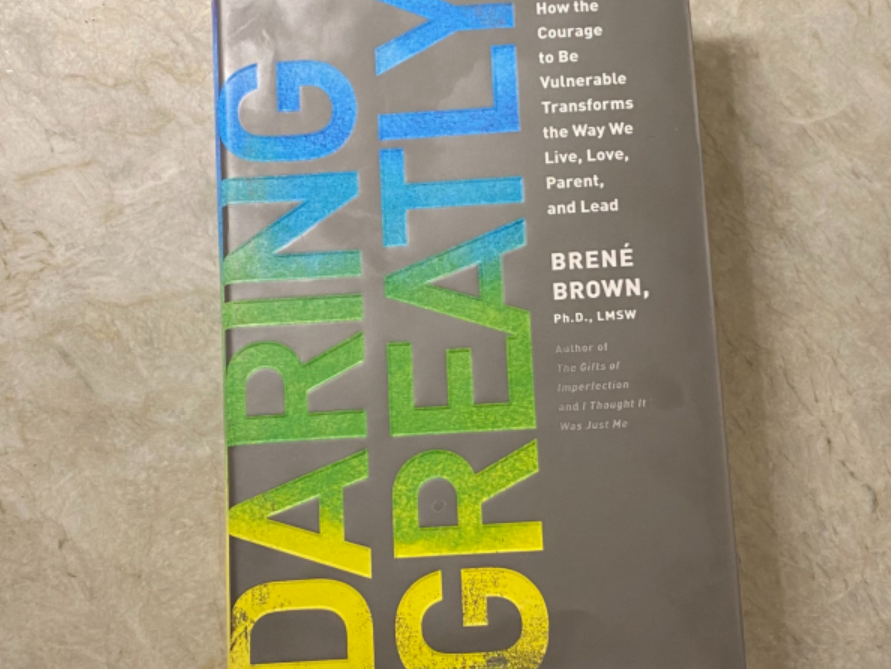 DARING
GREATLY
How the
Courage
to Be
Vulnerable
Transforms
the Way We
Live, Love,
Parent,
and Lead
BRENÉ
BROWN,
Ph.D., LMSW
Author of
The Gifts of
Imperfection
and I Thought It
Was Just Me